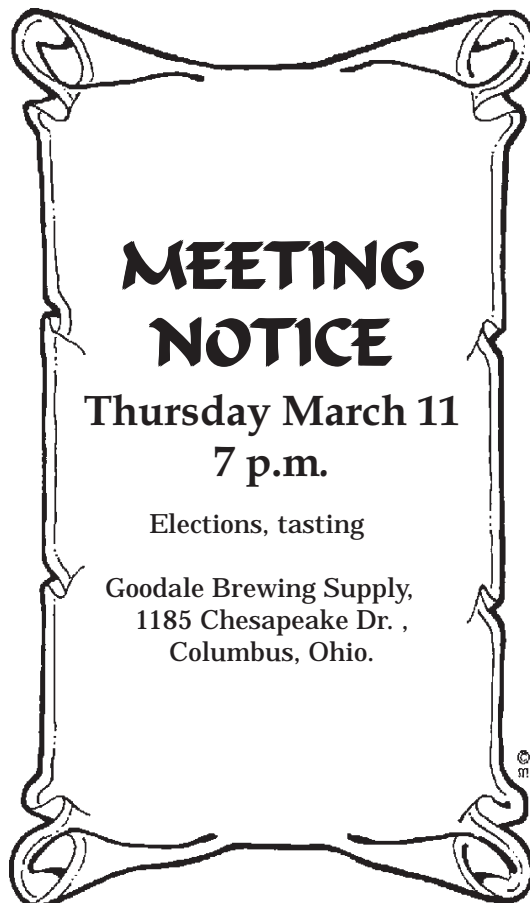 MEETING
NOTICE
Thursday March 11
7 p.m.
Elections, tasting
Goodale Brewing Supply,
1185 Chesapeake Dr. ,
Columbus, Ohio.
©